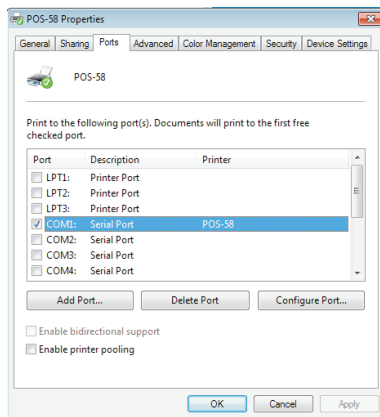 POS-58 Properties
General Sharing Ports Advanced Color Management Security Device Settings
POS-58
Print to the following port(s). Documents will print to the first free
checked port.
Port Description Printer
LPT1: Printer Port
LPT2: Printer Port
LPT3: Printer Port
COM1: Serial Port POS-58
COM2: Serial Port
COM3: Serial Port
COM4: Serial Port
Add Port... Delete Port Configure Port...
Enable bidirectional support
Enable printer pooling
OK Cancel Apply